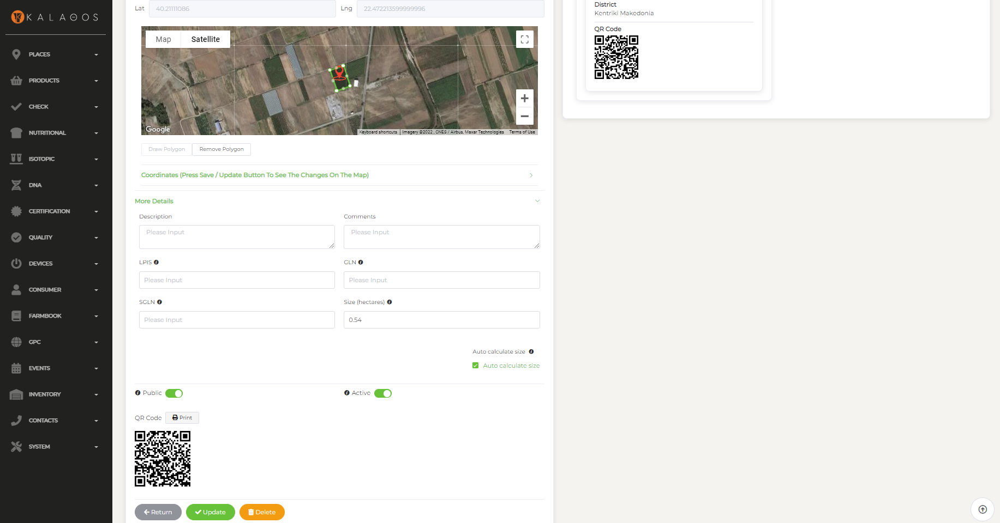 KALAΘOS
PLACES
PRODUCTS
CHECK
NUTRITIONAL
ISOTOPIC
DNA
CERTIFICATION
QUALITY
DEVICES
CONSUMER
FARMBOOK
GPC
EVENTS
INVENTORY
CONTACTS
SYSTEM
Lat 40.21111086 Lng 22.472213599999996
Map Satellite
Google
Keyboard shortcuts Imagery ©2022 , CNES / Airbus, Maxar Technologies Terms of Use
Draw Polygon Remove Polygon
Coordinates (Press Save / Update Button To See The Changes On The Map)
More Details
Description Comments
Please Input Please Input
LPIS GLN
Please Input Please Input
SGLN Size (hectares)
Please Input 0.54
Auto calculate size
Auto calculate size
Public Active
QR Code Print
Return Update Delete
District
Kentriki Makedonia
QR Code